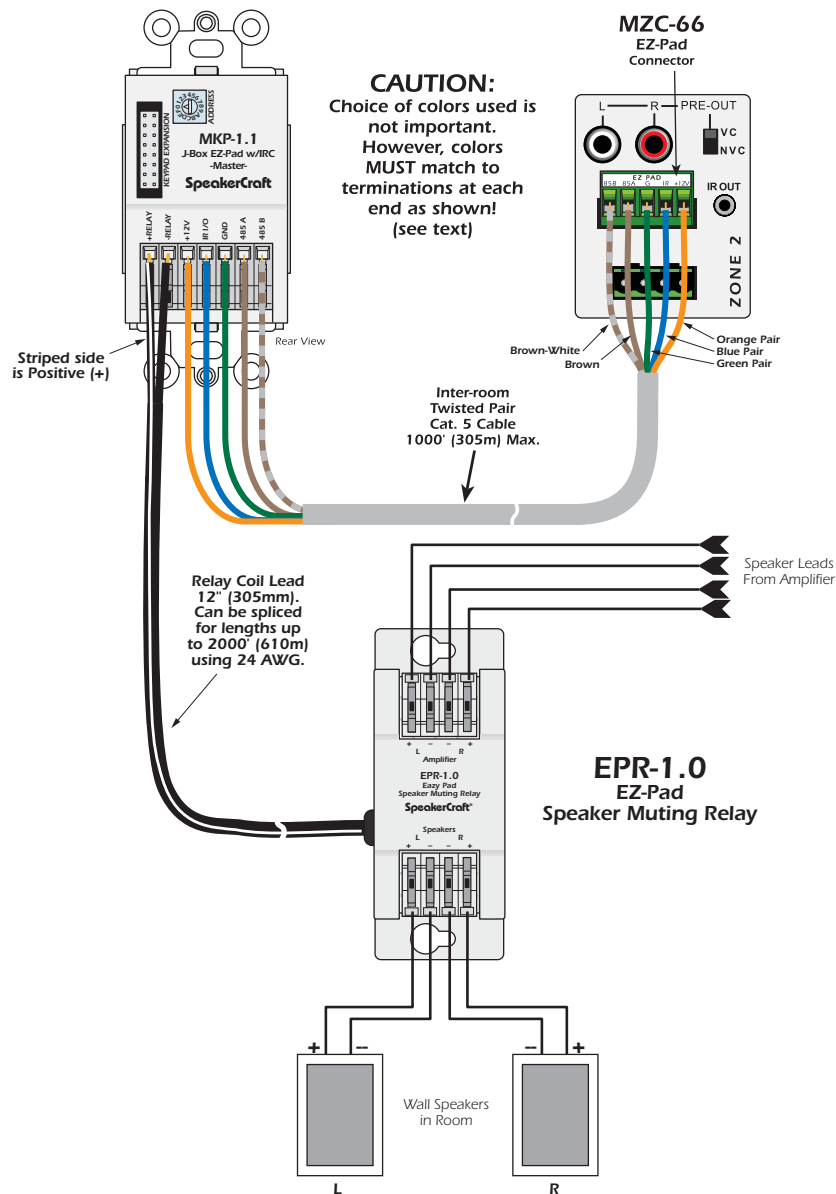 MZC-66
EZ-Pad
Connector
CAUTION:
Choice of colors used is
not important.
However, colors
MUST match to
terminations at each
end as shown!
(see text)
KEYPAD EXPANSION
F0123456789ABCDE
ADDRESS
MKP-1.1
J-Box EZ-Pad w/IRC
-Master-
SpeakerCraft
+RELAY
-RELAY
+12V
IR I/O
GND
485 A
485 B
L
R
PRE-OUT
VC
NVC
EZ PAD
85B 85A G IR +12V
IR OUT
ZONE 2
Rear View
Striped side
is Positive (+)
Brown-White
Brown
Orange Pair
Blue Pair
Green Pair
Inter-room
Twisted Pair
Cat. 5 Cable
1000' (305m) Max.
Speaker Leads
From Amplifier
Relay Coil Lead
12" (305mm).
Can be spliced
for lengths up
to 2000' (610m)
using 24 AWG.
+ – – +
L R
Amplifier
EPR-1.0
Eazy Pad
Speaker Muting Relay
SpeakerCraft®
Speakers
L R
+ – – +
EPR-1.0
EZ-Pad
Speaker Muting Relay
+ -- -- +
Wall Speakers
in Room
L R